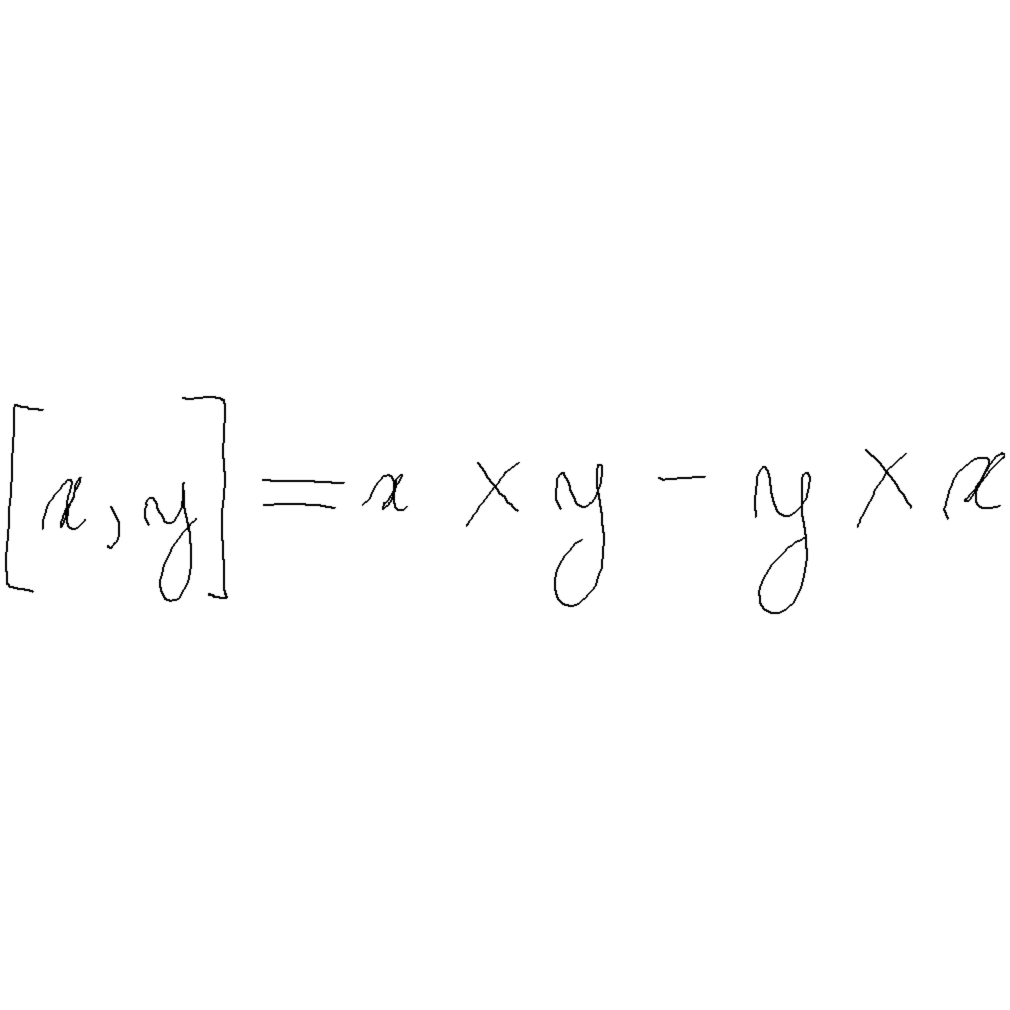 [x, y] = x × y − y × x